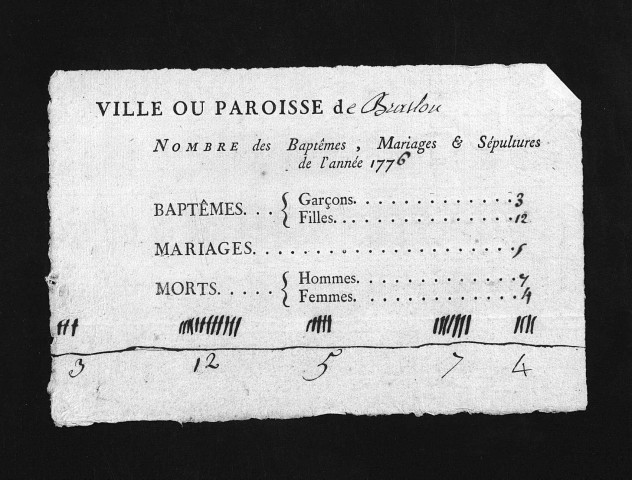 VILLE OU PAROISSE de
NOMBRE des Baptêmes, Mariages & Sépultures
de l'année 1776
BAPTÊMES... { Garçons. . . . . . . . . . . . . . . 3
Filles. . . . . . . . . . . . . . . . 12
MARIAGES. . . . . . . . . . . . . . . . . . . . . . 5
MORTS. . . . . { Hommes. . . . . . . . . . . . . . 7
Femmes. . . . . . . . . . . . . . 4
3 12 5 7 4